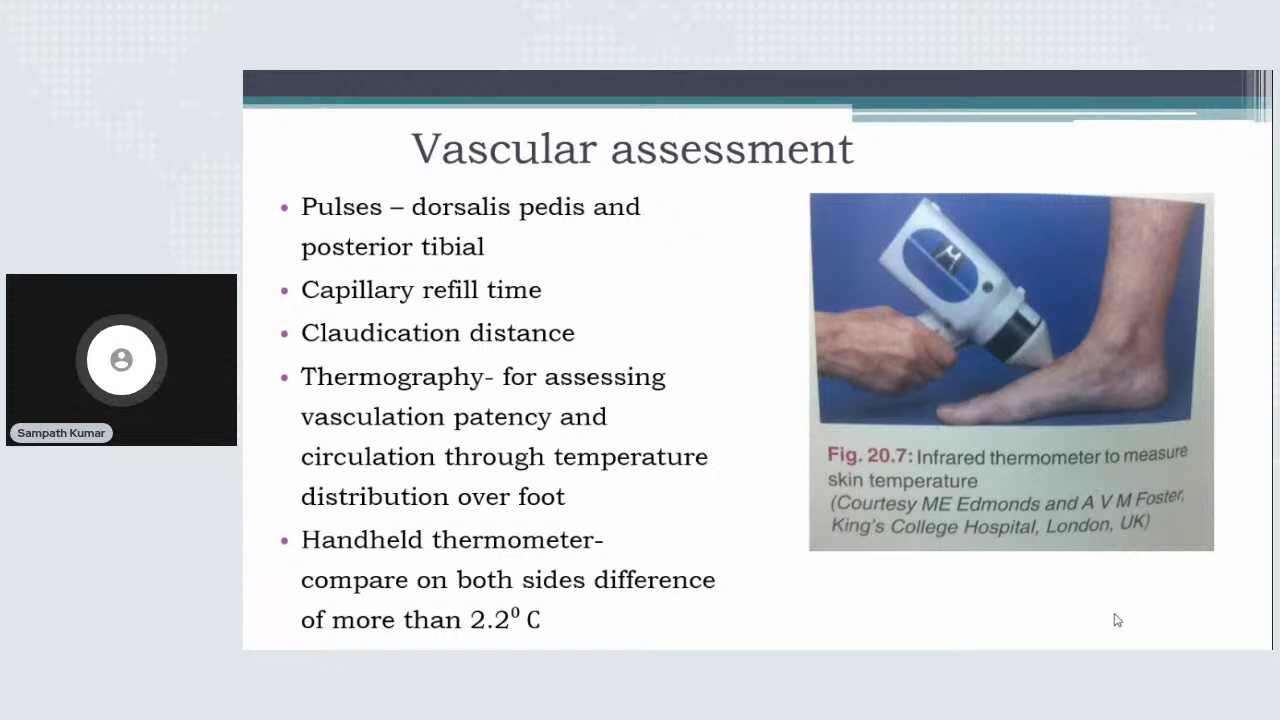 Vascular assessment
• Pulses – dorsalis pedis and
posterior tibial
• Capillary refill time
• Claudication distance
• Thermography- for assessing
vasculation patency and
circulation through temperature
distribution over foot
• Handheld thermometer-
compare on both sides difference
of more than 2.2⁰ C
Fig. 20.7: Infrared thermometer to measure
skin temperature
(Courtesy ME Edmonds and A V M Foster,
King's College Hospital, London, UK)
Sampath Kumar